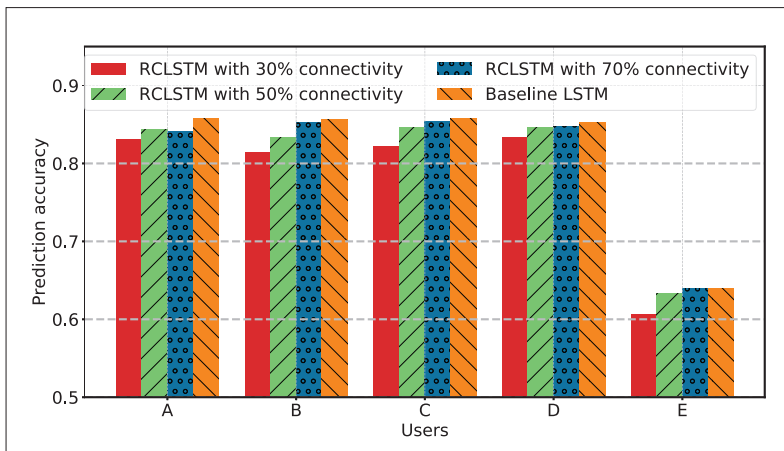 RCLSTM with 30% connectivity
RCLSTM with 50% connectivity
RCLSTM with 70% connectivity
Baseline LSTM
Prediction accuracy
0.9
0.8
0.7
0.6
0.5
A B C D E
Users